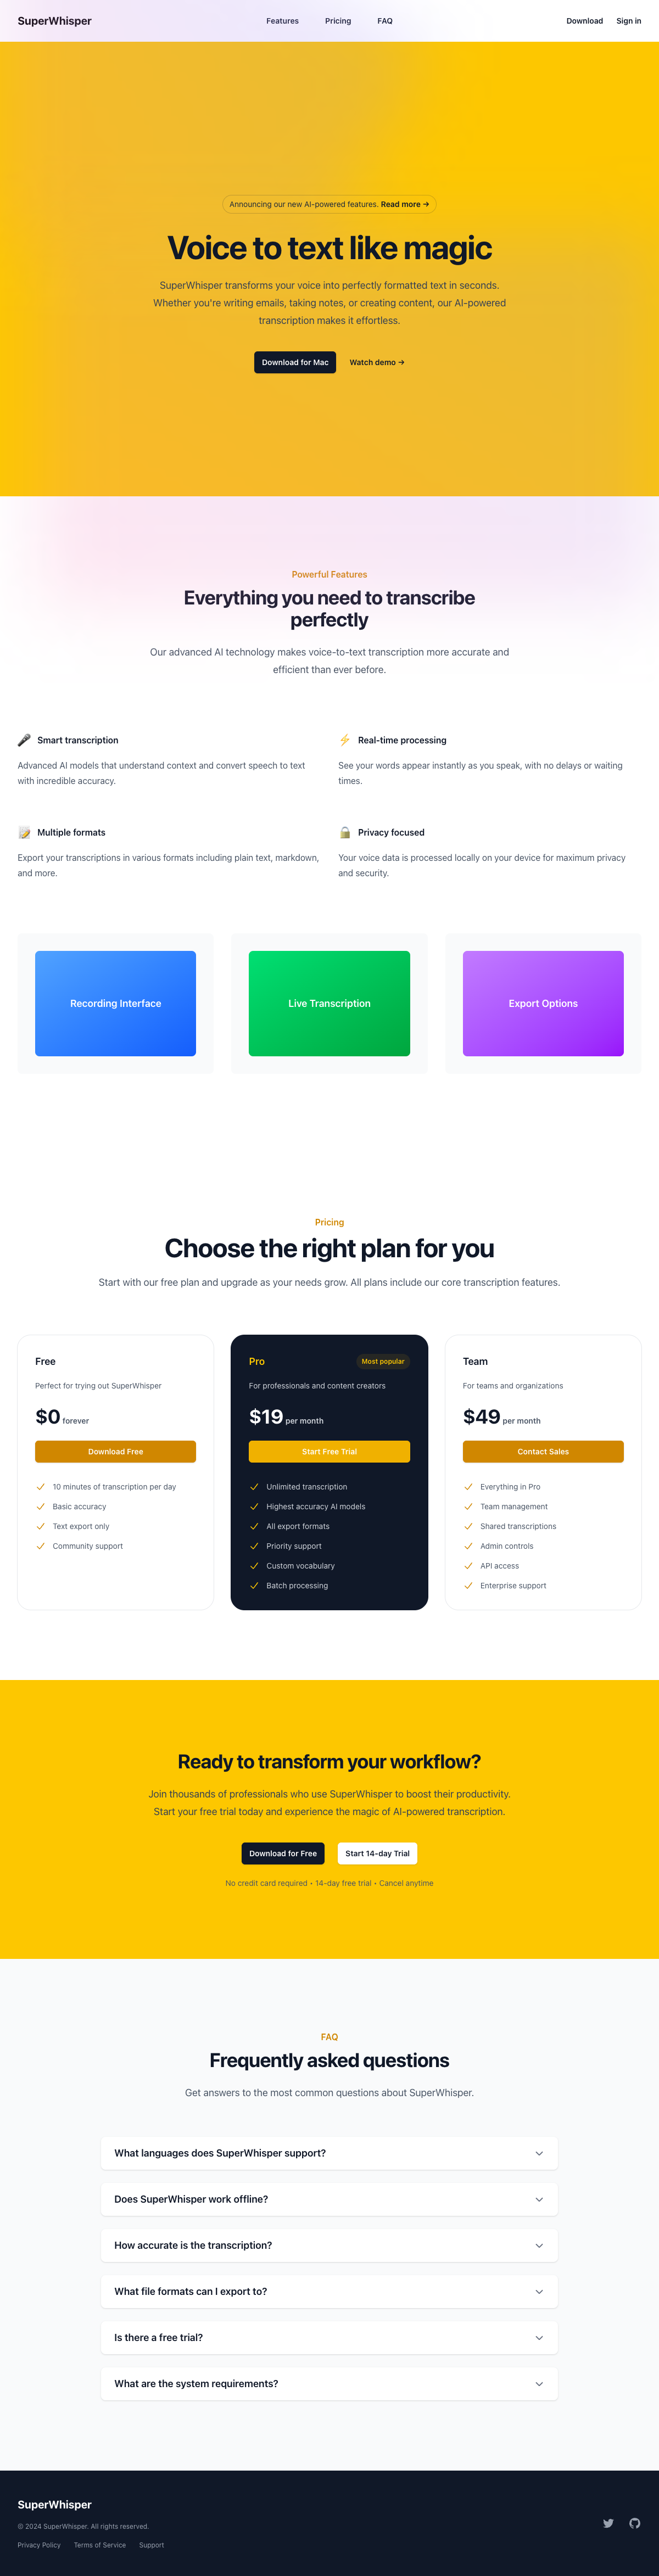 SuperWhisper
Features Pricing FAQ
Download Sign in
Announcing our new AI-powered features. Read more →
Voice to text like magic
SuperWhisper transforms your voice into perfectly formatted text in seconds.
Whether you're writing emails, taking notes, or creating content, our AI-powered
transcription makes it effortless.
Download for Mac
Watch demo →
Powerful Features
Everything you need to transcribe
perfectly
Our advanced AI technology makes voice-to-text transcription more accurate and
efficient than ever before.
Smart transcription
Advanced AI models that understand context and convert speech to text
with incredible accuracy.
Real-time processing
See your words appear instantly as you speak, with no delays or waiting
times.
Multiple formats
Export your transcriptions in various formats including plain text, markdown,
and more.
Privacy focused
Your voice data is processed locally on your device for maximum privacy
and security.
Recording Interface
Live Transcription
Export Options
Pricing
Choose the right plan for you
Start with our free plan and upgrade as your needs grow. All plans include our core transcription features.
Free
Perfect for trying out SuperWhisper
$0 forever
Download Free
10 minutes of transcription per day
Basic accuracy
Text export only
Community support
Pro
Most popular
For professionals and content creators
$19 per month
Start Free Trial
Unlimited transcription
Highest accuracy AI models
All export formats
Priority support
Custom vocabulary
Batch processing
Team
For teams and organizations
$49 per month
Contact Sales
Everything in Pro
Team management
Shared transcriptions
Admin controls
API access
Enterprise support
Ready to transform your workflow?
Join thousands of professionals who use SuperWhisper to boost their productivity.
Start your free trial today and experience the magic of AI-powered transcription.
Download for Free
Start 14-day Trial
No credit card required • 14-day free trial • Cancel anytime
FAQ
Frequently asked questions
Get answers to the most common questions about SuperWhisper.
What languages does SuperWhisper support?
Does SuperWhisper work offline?
How accurate is the transcription?
What file formats can I export to?
Is there a free trial?
What are the system requirements?
SuperWhisper
© 2024 SuperWhisper. All rights reserved.
Privacy Policy Terms of Service Support